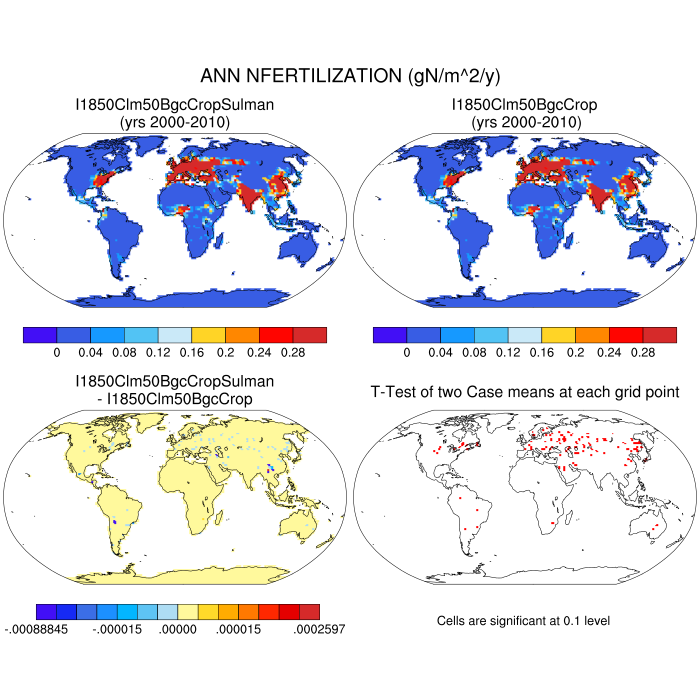 ANN NFERTILIZATION (gN/m^2/y)
I1850Clm50BgcCropSulman
(yrs 2000-2010)
I1850Clm50BgcCrop
(yrs 2000-2010)
0 0.04 0.08 0.12 0.16 0.2 0.24 0.28
0 0.04 0.08 0.12 0.16 0.2 0.24 0.28
I1850Clm50BgcCropSulman
- I1850Clm50BgcCrop
T-Test of two Case means at each grid point
-.00088845 -.000015 .00000 .000015 .0002597
Cells are significant at 0.1 level